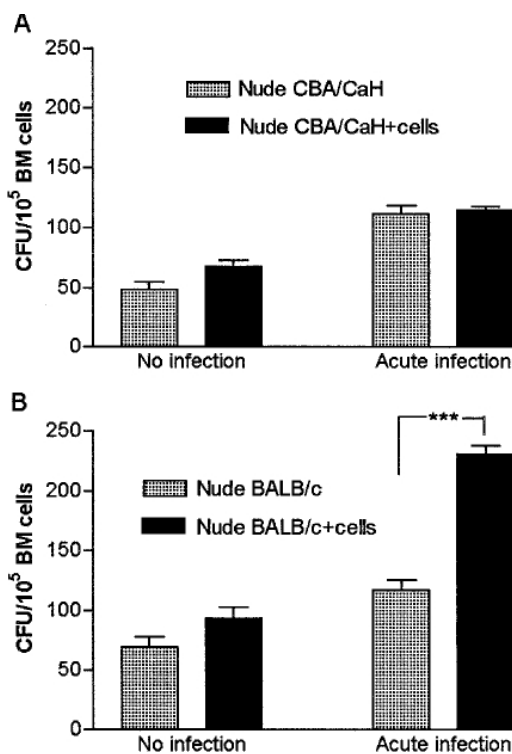 A
250
200
150
100
50
0
CFU/10⁵ BM cells
Nude CBA/CaH
Nude CBA/CaH+cells
No infection
Acute infection
B
250
200
150
100
50
0
CFU/10⁵ BM cells
***
Nude BALB/c
Nude BALB/c+cells
No infection
Acute infection